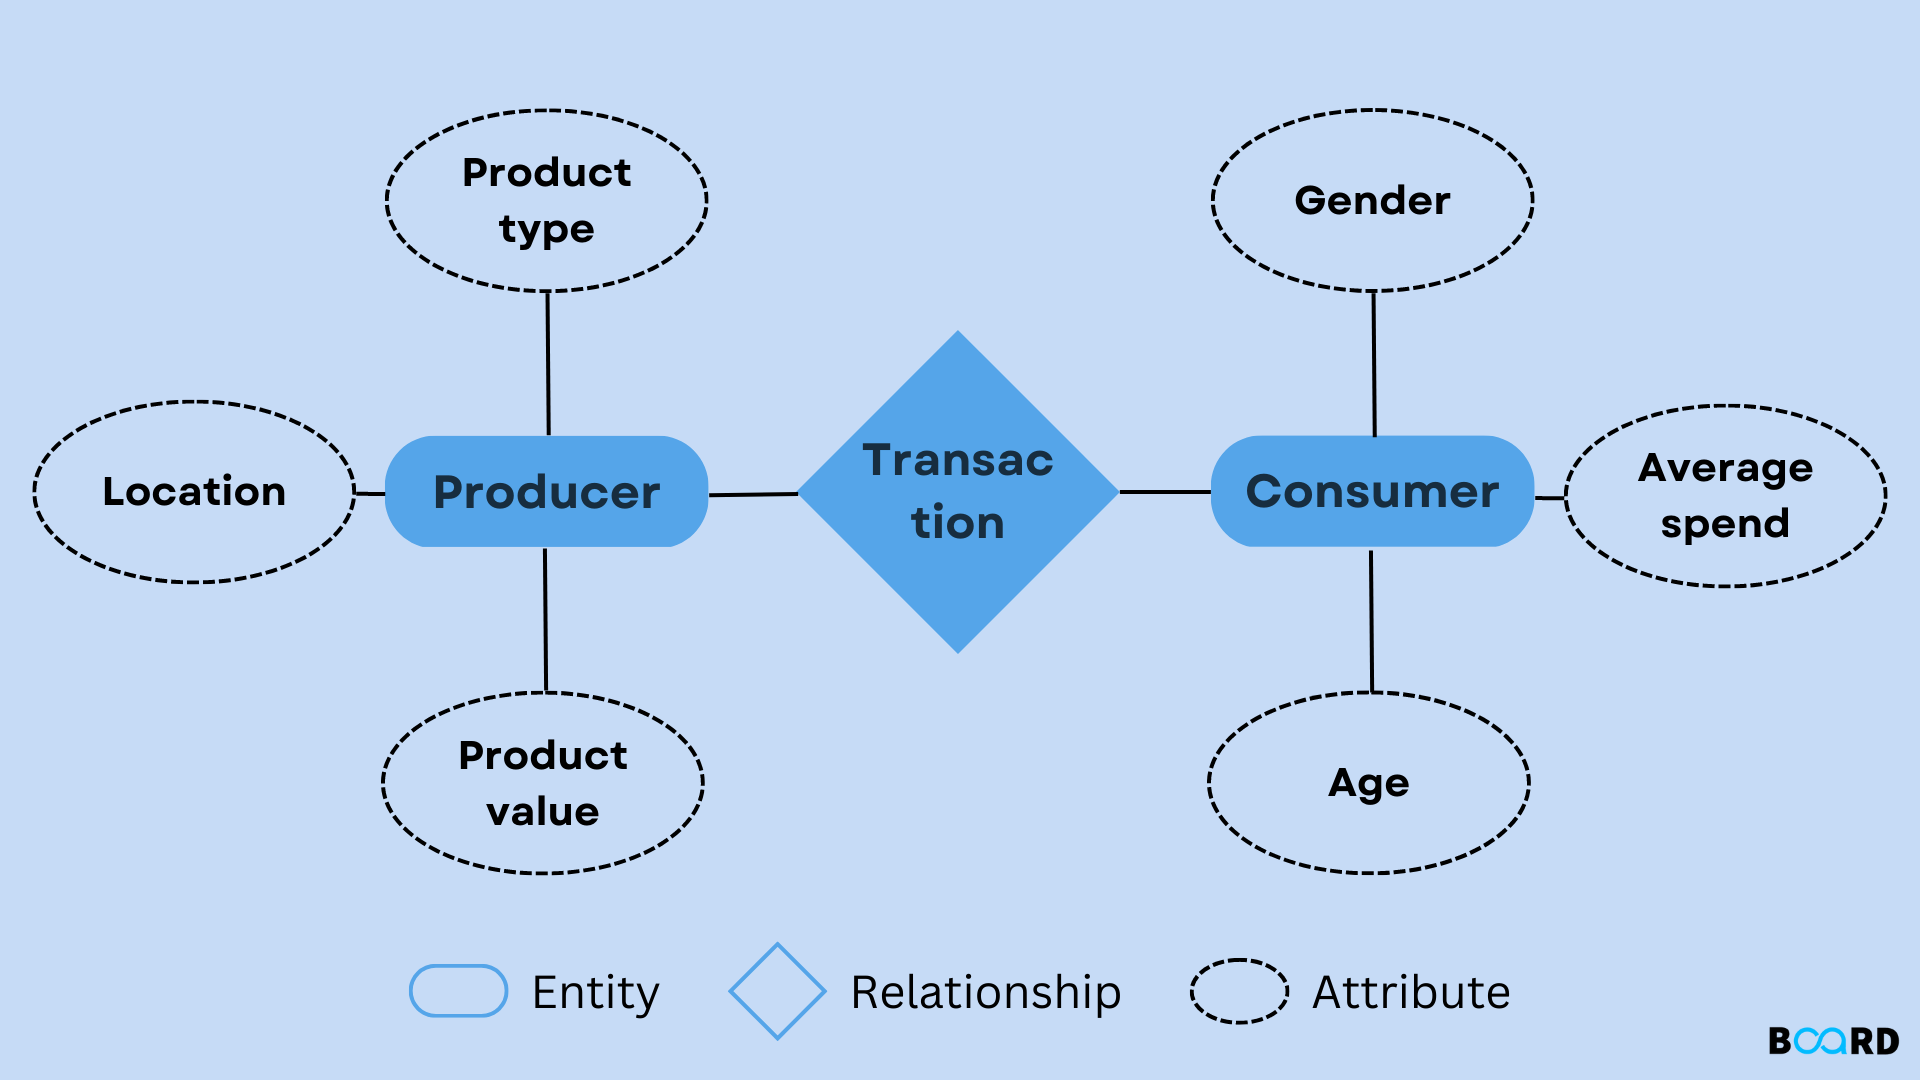 Product
type
Gender
Location
Producer
Transac
tion
Consumer
Average
spend
Product
value
Age
Entity
Relationship
Attribute
BOARD